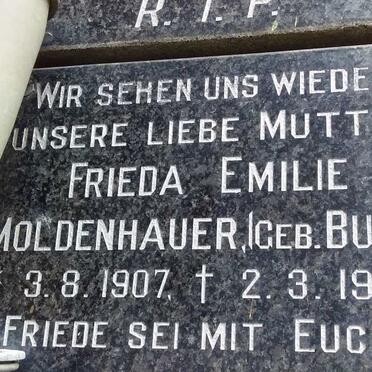 R. I. P.
WIR SEHEN UNS WIEDE
UNSERE LIEBE MUTT
FRIEDA EMILIE
MOLDENHAUER, (GEB. BU
* 3. 8. 1907, † 2. 3. 19
FRIEDE SEI MIT EUC